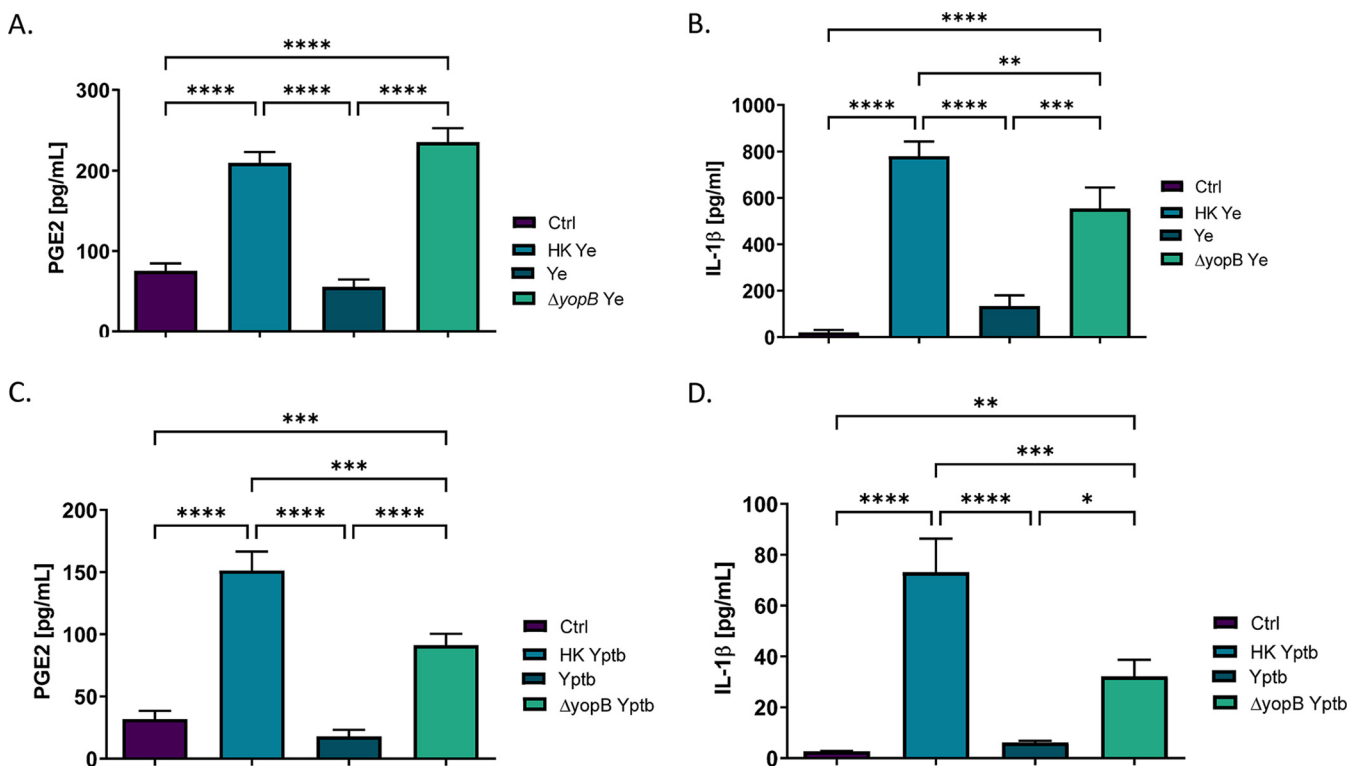 A.
****
**** **** ****
300
200
100
0
PGE2 [pg/mL]
Ctrl
HK Ye
Ye
ΔyopB Ye
B.
****
**
**** **** ***
1000
800
600
400
200
0
IL-1β [pg/ml]
Ctrl
HK Ye
Ye
ΔyopB Ye
C.
***
***
**** **** ****
200
150
100
50
0
PGE2 [pg/mL]
Ctrl
HK Yptb
Yptb
ΔyopB Yptb
D.
**
***
**** **** *
100
80
60
40
20
0
IL-1β [pg/mL]
Ctrl
HK Yptb
Yptb
ΔyopB Yptb